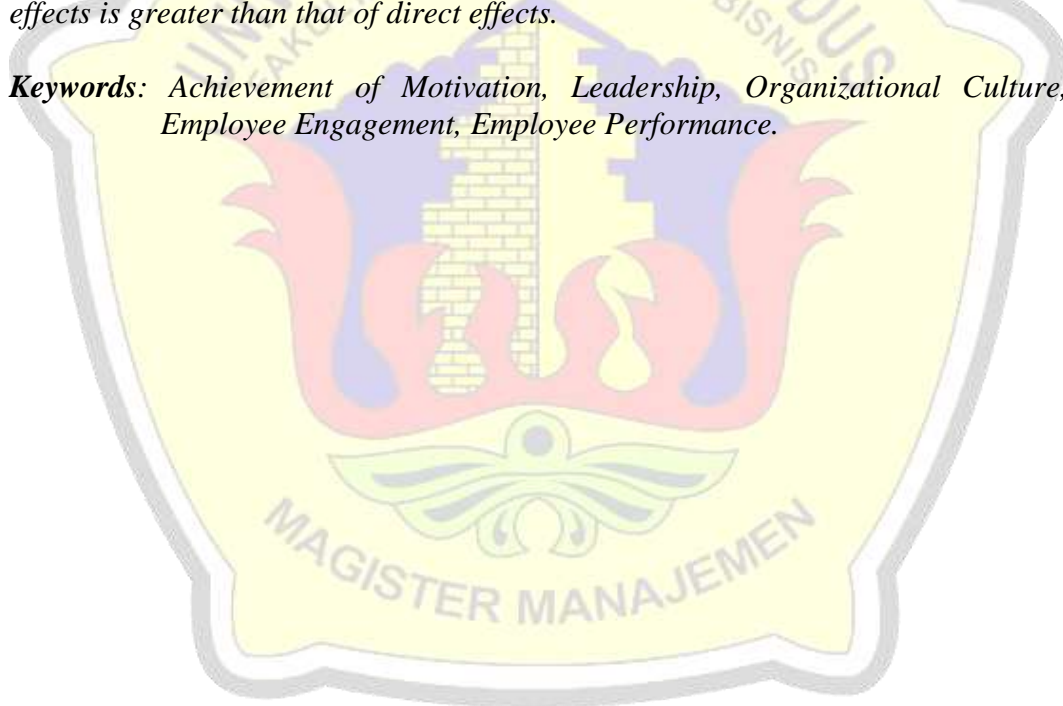 effects is greater than that of direct effects.
Keywords: Achievement of Motivation, Leadership, Organizational Culture,
Employee Engagement, Employee Performance.
MAGISTER MANAJEMEN